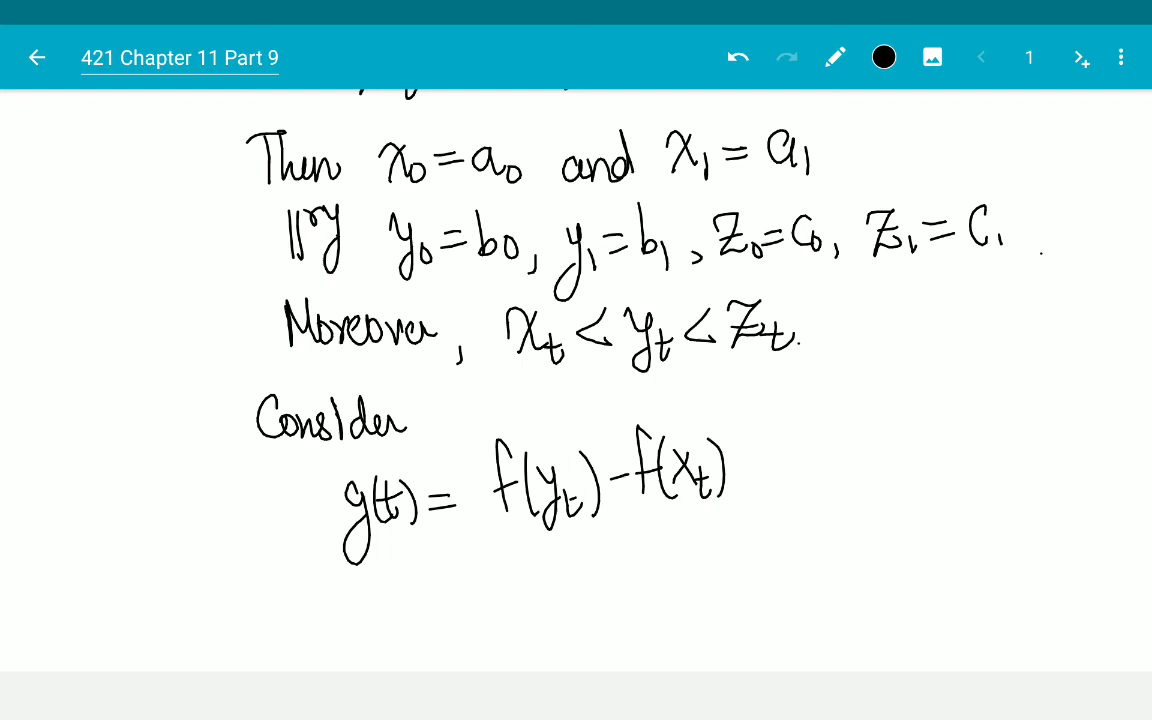 421 Chapter 11 Part 9
1
Then x₀ = a₀ and x₁ = a₁
||ry y₀ = b₀, y₁ = b₁, z₀ = c₀, z₁ = c₁.
Moreover, xₜ < yₜ < zₜ.
Consider
g(t) = f(yₜ) - f(xₜ)